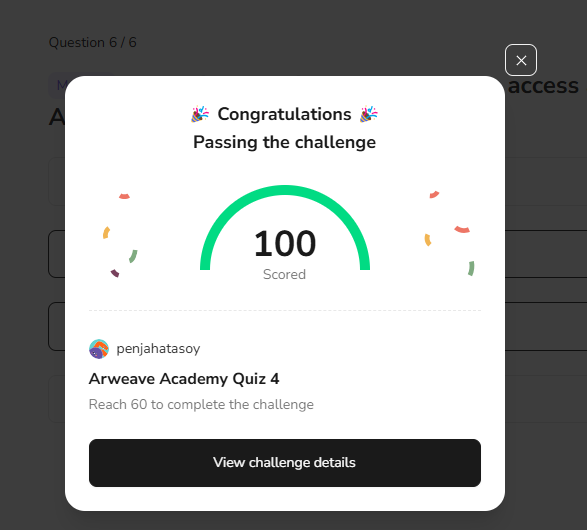 Question 6 / 6
access
🎉 Congratulations 🎉
Passing the challenge
100
Scored
penjahatasoy
Arweave Academy Quiz 4
Reach 60 to complete the challenge
View challenge details